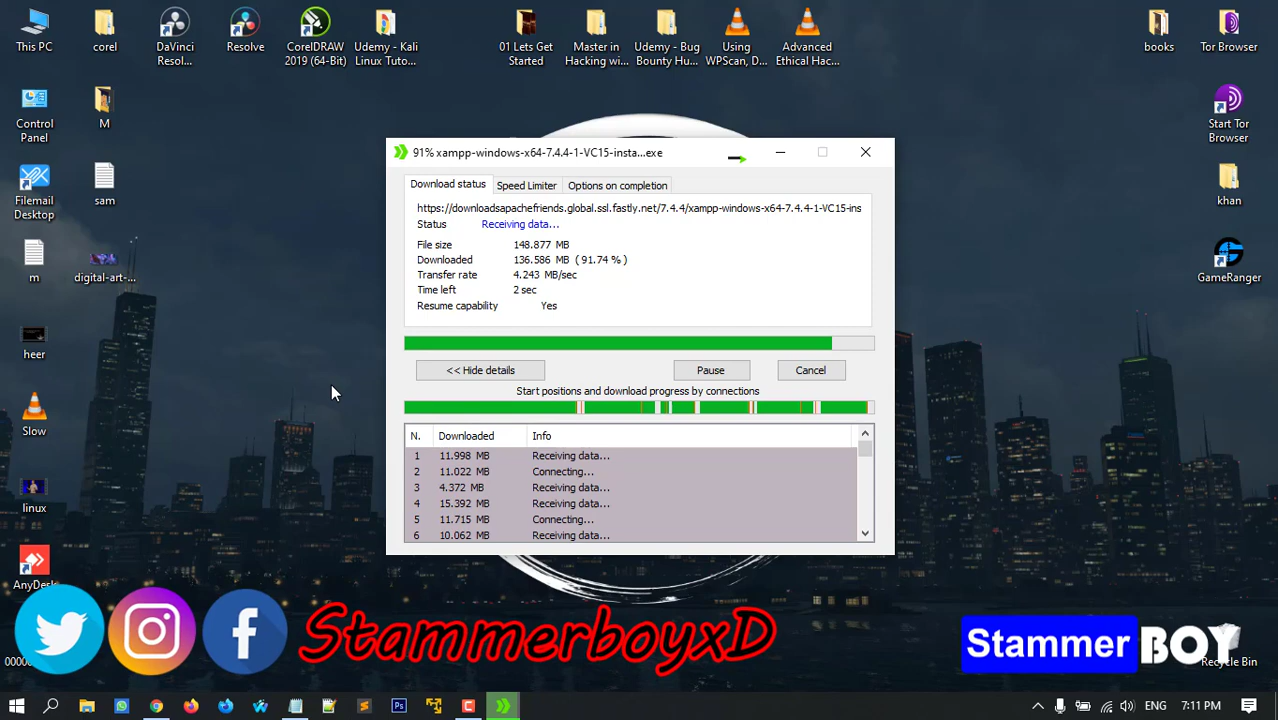 This PC
corel
DaVinci
Resol...
Resolve
CorelDRAW
2019 (64-Bit)
Udemy - Kali
Linux Tuto...
01 Lets Get
Started
Master in
Hacking wi...
Udemy - Bug
Bounty Hu...
Using
WPScan, D...
Advanced
Ethical Hac...
books
Tor Browser
Control
Panel
M
Start Tor
Browser
Filemail
Desktop
sam
khan
m
digital-art-...
GameRanger
heer
Slow
linux
AnyDesk
91% xampp-windows-x64-7.4.4-1-VC15-insta...exe
Download status
Speed Limiter
Options on completion
https://downloadsapachefriends.global.ssl.fastly.net/7.4.4/xampp-windows-x64-7.4.4-1-VC15-ins
Status Receiving data...
File size 148.877 MB
Downloaded 136.586 MB ( 91.74 % )
Transfer rate 4.243 MB/sec
Time left 2 sec
Resume capability Yes
<< Hide details
Pause
Cancel
Start positions and download progress by connections
N. Downloaded Info
1 11.998 MB Receiving data...
2 11.022 MB Connecting...
3 4.372 MB Receiving data...
4 15.392 MB Receiving data...
5 11.715 MB Connecting...
6 10.062 MB Receiving data...
StammerboyxD
Stammer BOY
Recycle Bin
7:11 PM